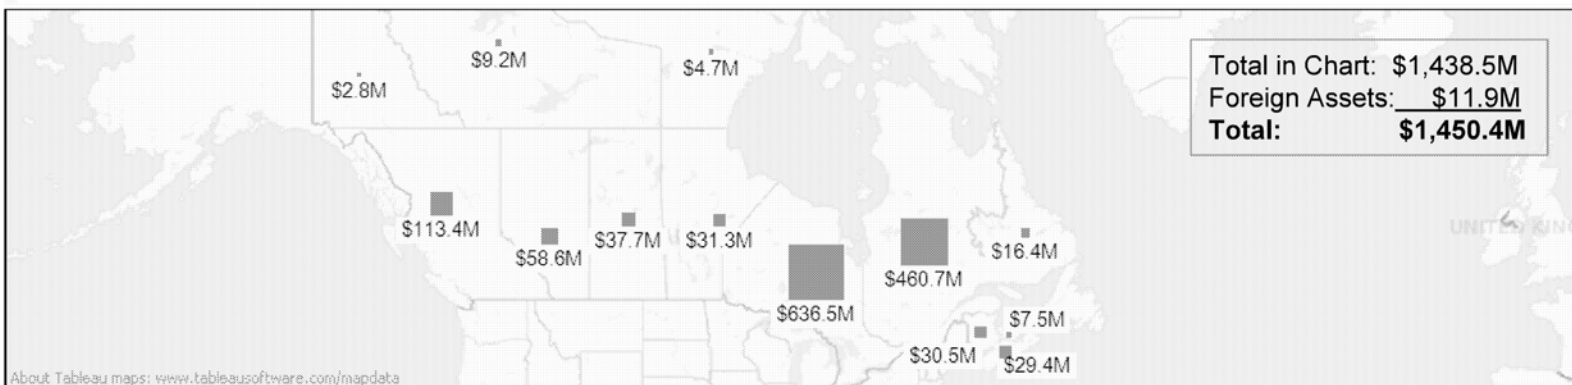 $9.2M
$4.7M
$2.8M
Total in Chart: $1,438.5M
Foreign Assets: $11.9M
Total: $1,450.4M
$113.4M
$58.6M
$37.7M
$31.3M
$636.5M
$460.7M
$16.4M
UNITED KING
$7.5M
$30.5M
$29.4M
About Tableau maps: www.tableausoftware.com/mapdata